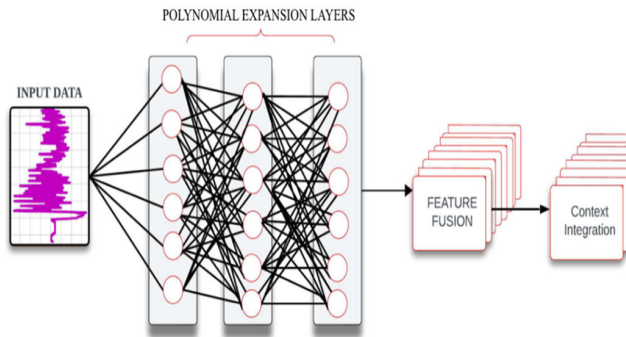 POLYNOMIAL EXPANSION LAYERS
INPUT DATA
FEATURE
FUSION
Context
Integration